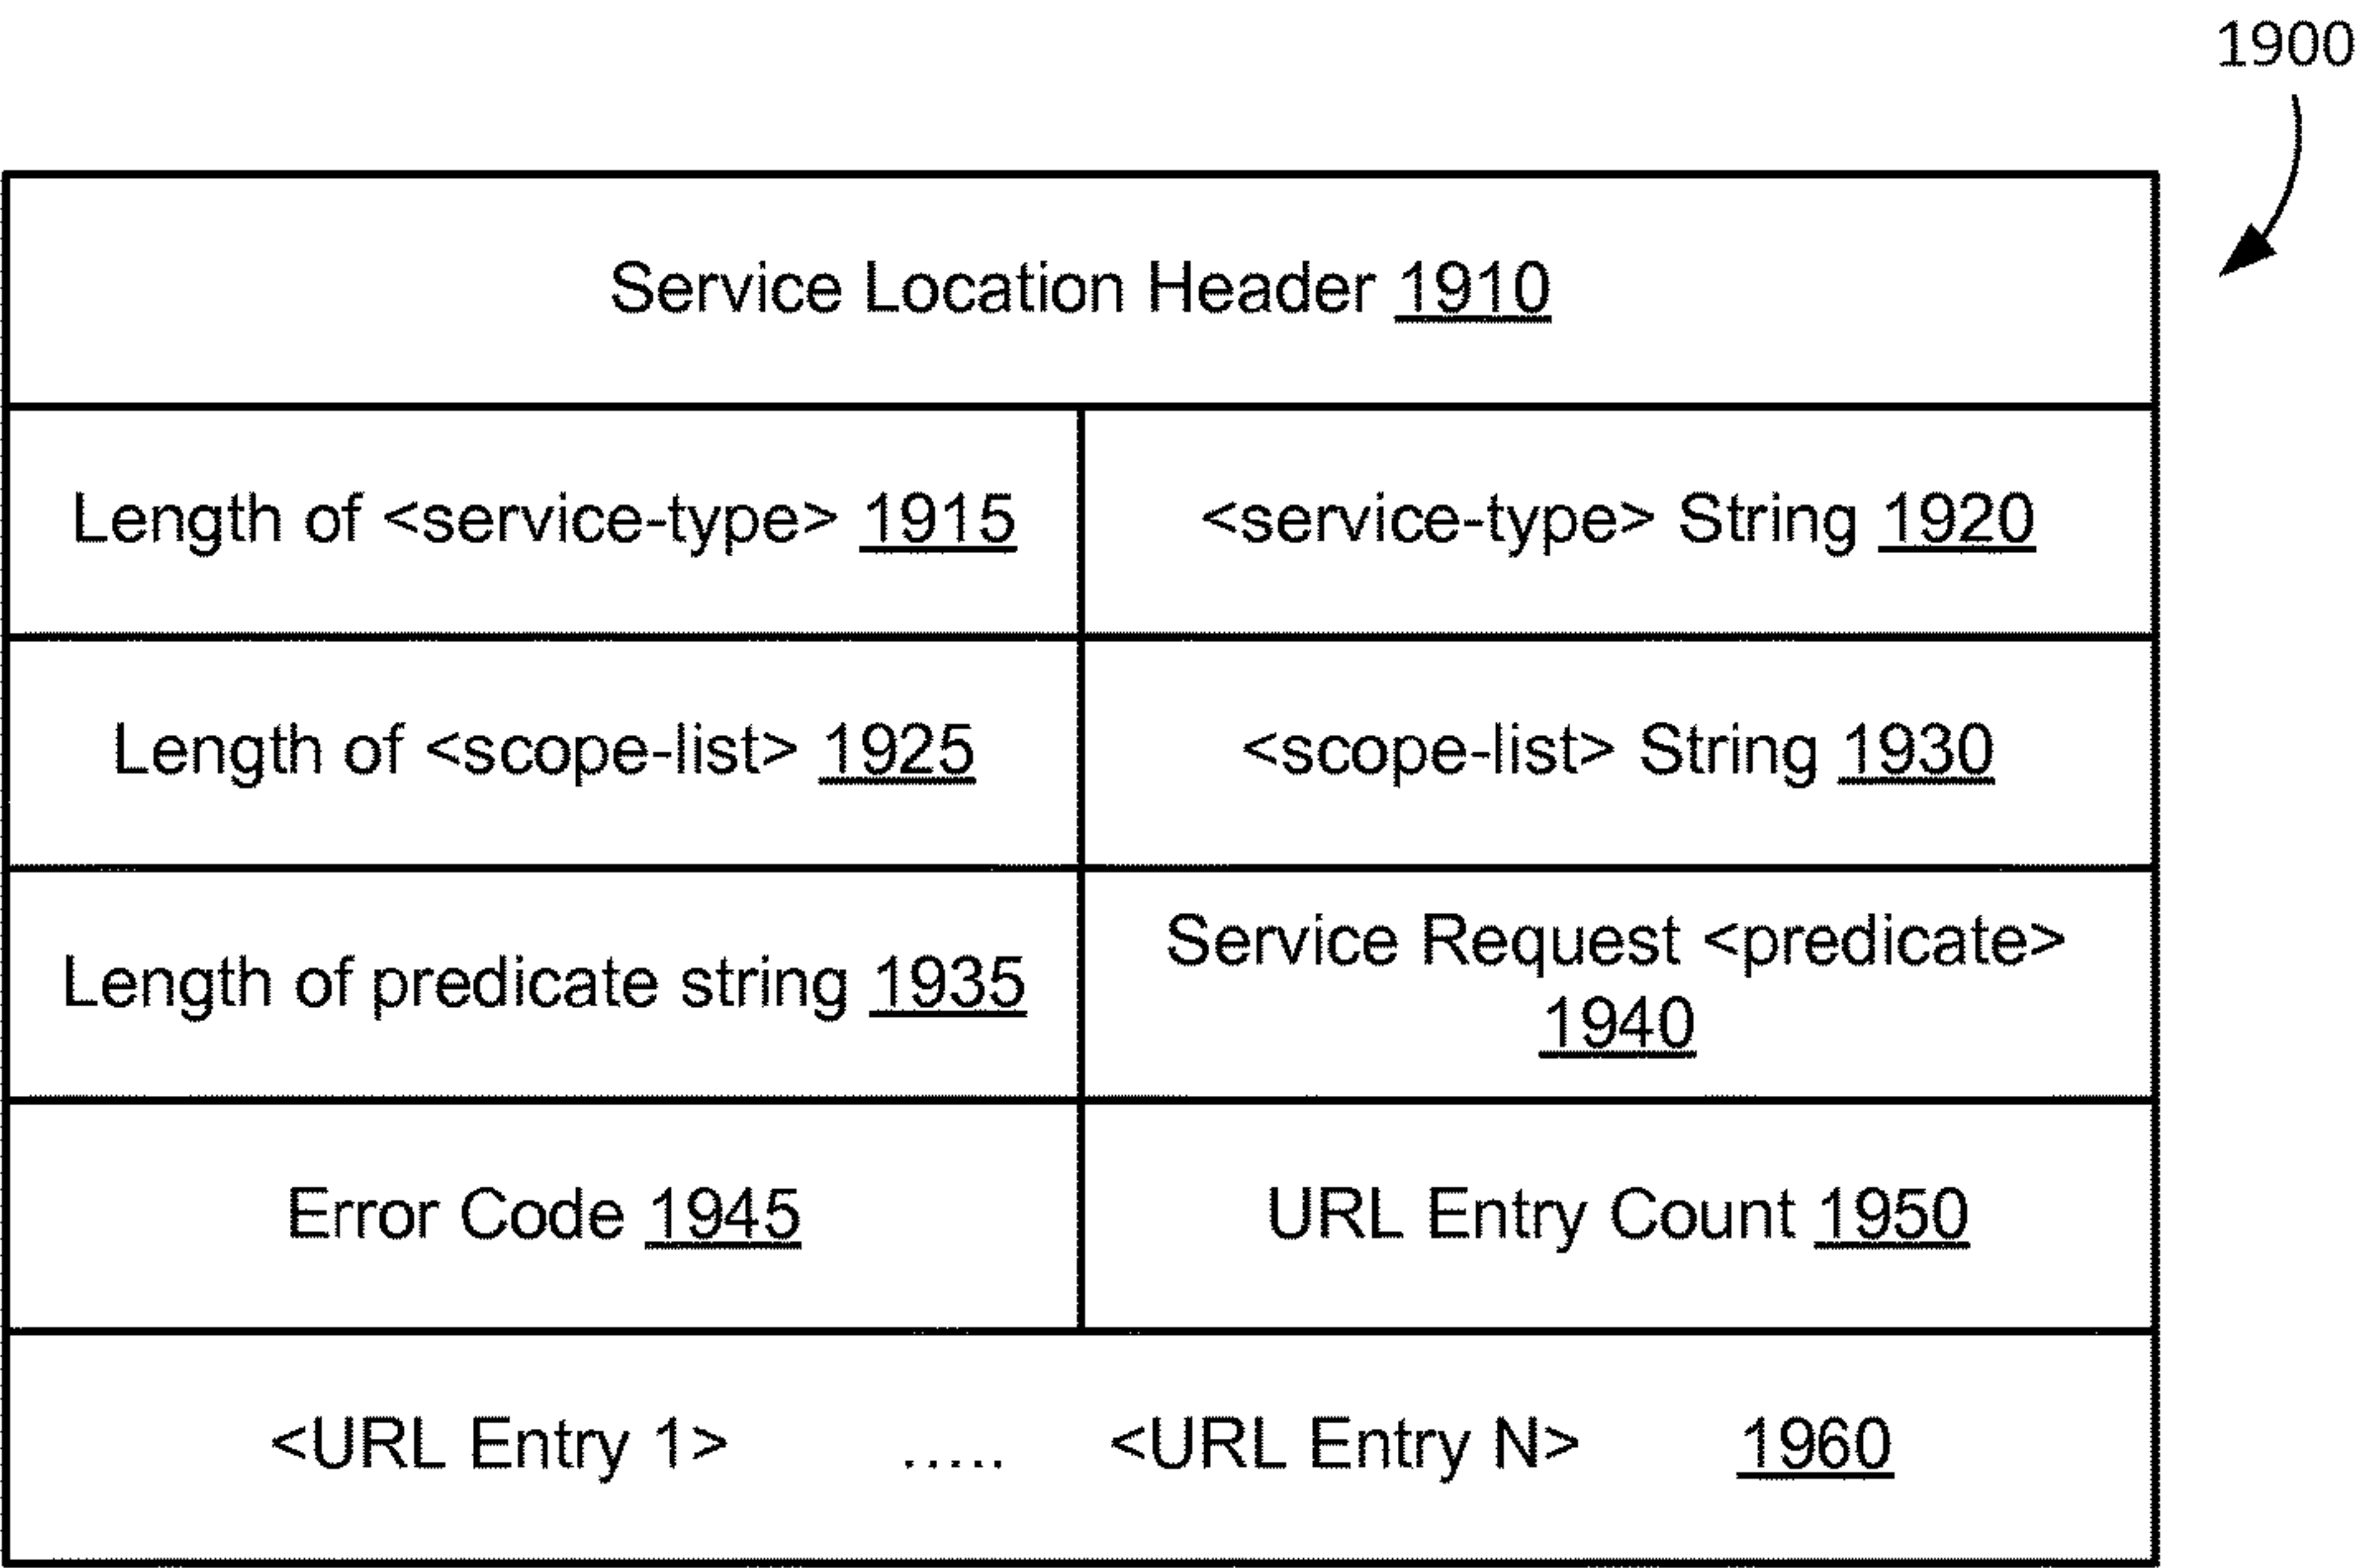 1900
Service Location Header 1910
Length of <service-type> 1915
<service-type> String 1920
Length of <scope-list> 1925
<scope-list> String 1930
Length of predicate string 1935
Service Request <predicate>
1940
Error Code 1945
URL Entry Count 1950
<URL Entry 1> ..... <URL Entry N> 1960